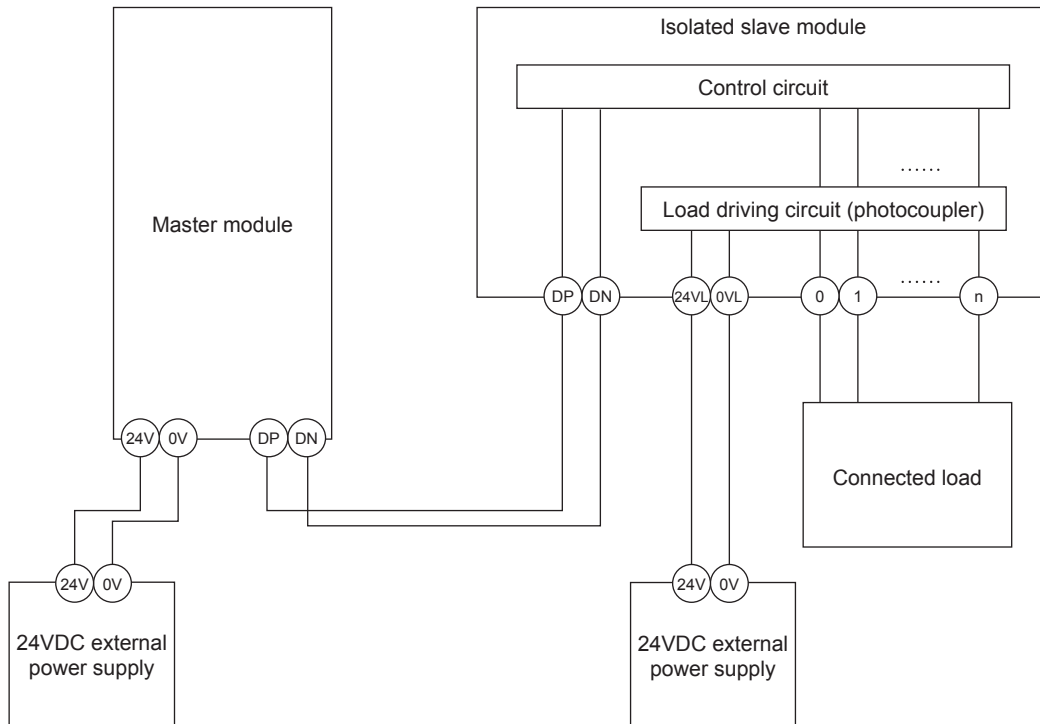 Isolated slave module
Control circuit
......
Load driving circuit (photocoupler)
Master module
DP DN 24VL 0VL 0 1 ...... n
24V 0V DP DN
Connected load
24V 0V
24VDC external
power supply
24V 0V
24VDC external
power supply